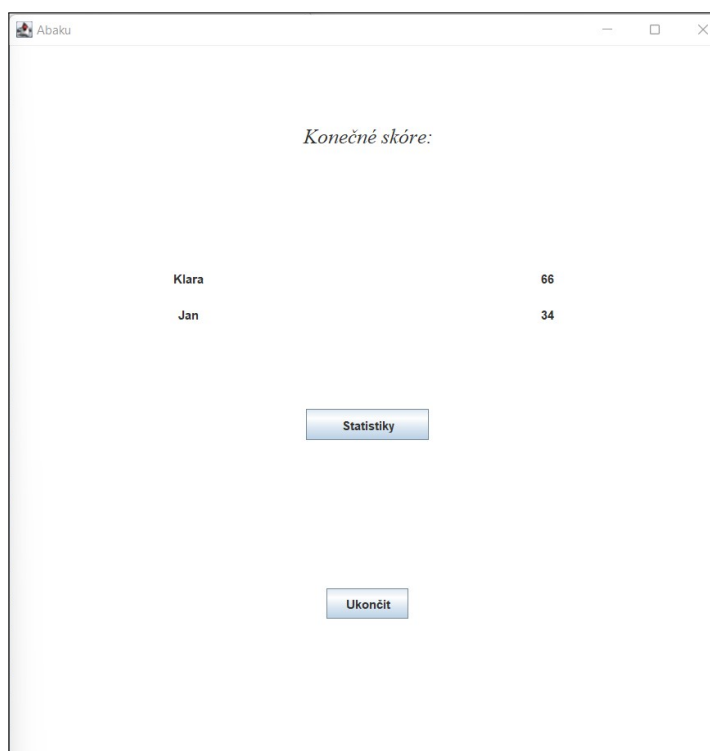 Abaku
Konečné skóre:
Klara 66
Jan 34
Statistiky
Ukončit